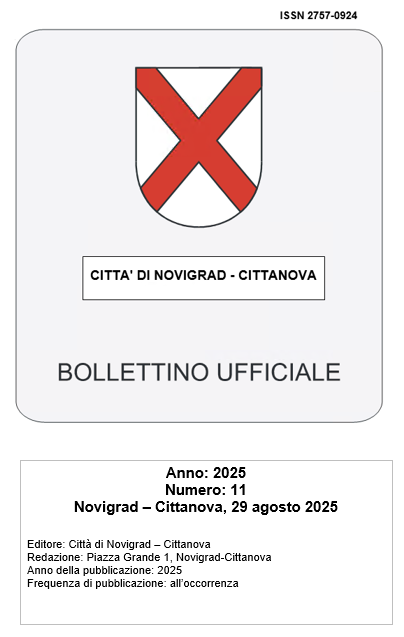 ISSN 2757-0924
CITTA' DI NOVIGRAD - CITTANOVA
BOLLETTINO UFFICIALE
Anno: 2025
Numero: 11
Novigrad – Cittanova, 29 agosto 2025
Editore: Città di Novigrad – Cittanova
Redazione: Piazza Grande 1, Novigrad-Cittanova
Anno della pubblicazione: 2025
Frequenza di pubblicazione: all’occorrenza